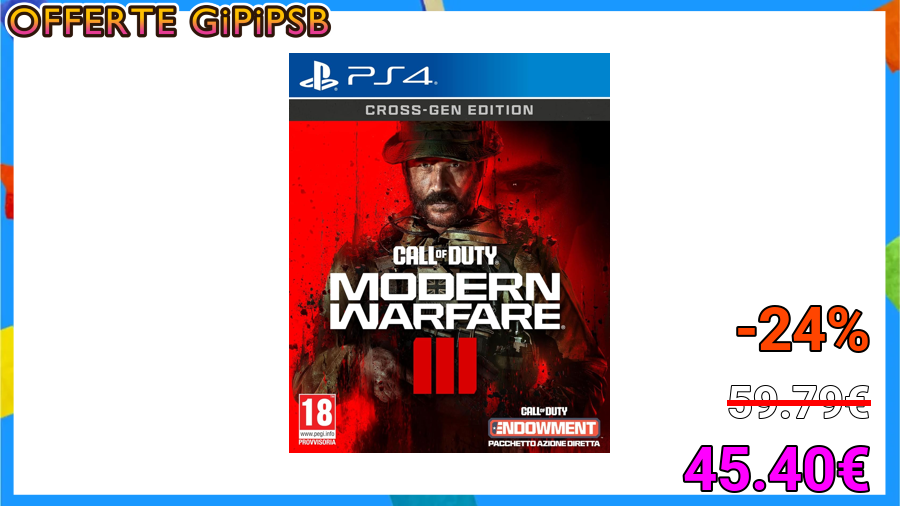 OFFERTE GiPiPSB
PS4
CROSS-GEN EDITION
CALL OF DUTY
MODERN
WARFARE
III
18
www.pegi.info
PROVVISORIA
CALL OF DUTY
ENDOWMENT
PACCHETTO AZIONE DIRETTA
-24%
59.79€
45.40€